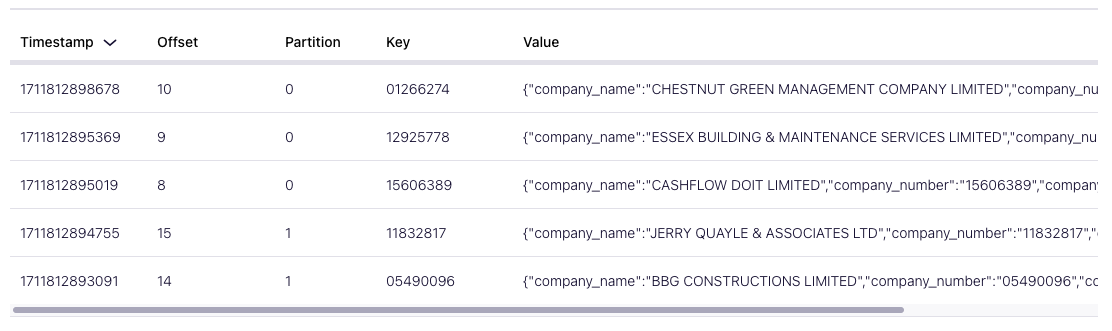 Timestamp Offset Partition Key Value
1711812898678 10 0 01266274 {"company_name":"CHESTNUT GREEN MANAGEMENT COMPANY LIMITED","company_nu
1711812895369 9 0 12925778 {"company_name":"ESSEX BUILDING & MAINTENANCE SERVICES LIMITED","company_nu
1711812895019 8 0 15606389 {"company_name":"CASHFLOW DOIT LIMITED","company_number":"15606389","compan
1711812894755 15 1 11832817 {"company_name":"JERRY QUAYLE & ASSOCIATES LTD","company_number":"11832817","
1711812893091 14 1 05490096 {"company_name":"BBG CONSTRUCTIONS LIMITED","company_number":"05490096","co